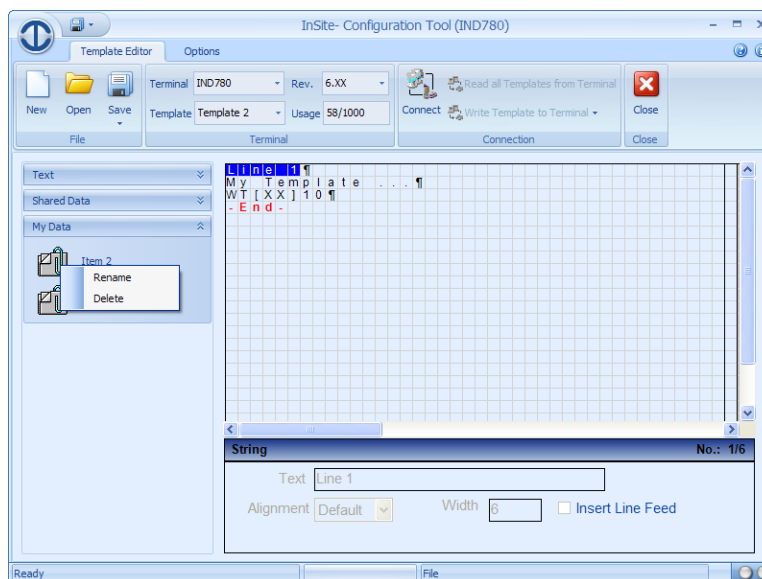 InSite- Configuration Tool (IND780)
Template Editor Options
New Open Save
File
Terminal IND780 Rev. 6.XX
Template Template 2 Usage 58/1000
Terminal
Connect Read all Templates from Terminal
Write Template to Terminal
Connection
Close
Close
Text
Shared Data
My Data
Item 2
Rename
Delete
Line 1¶
My Template ...¶
WT[XX]10¶
-End-
String No.: 1/6
Text Line 1
Alignment Default Width 6 Insert Line Feed
Ready File